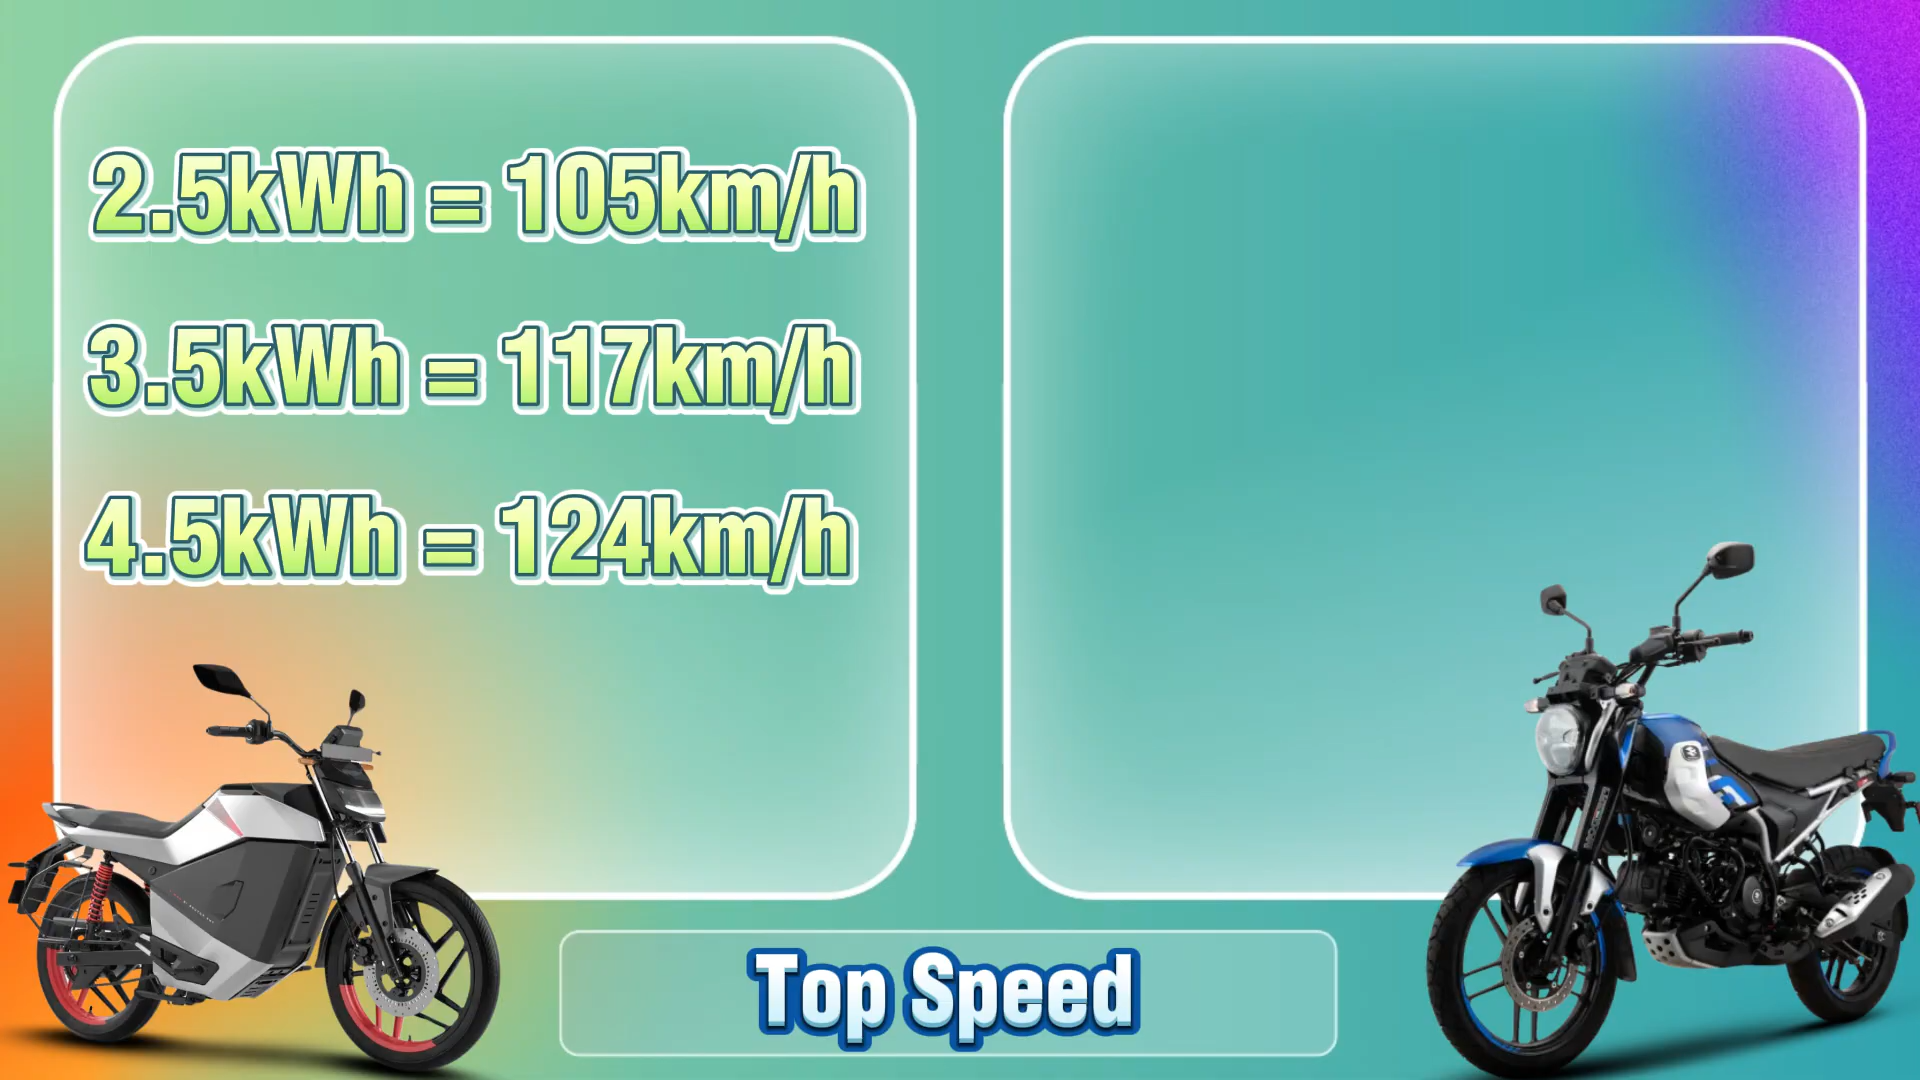 2.5kWh = 105km/h
3.5kWh = 117km/h
4.5kWh = 124km/h
Top Speed